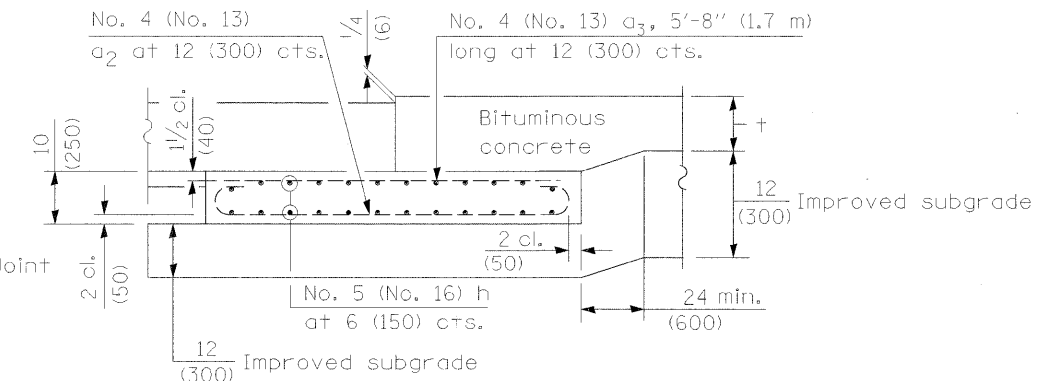 No. 4 (No. 13)
a2 at 12 (300) cts.
1/4
(6)
No. 4 (No. 13) a3, 5'-8" (1.7 m)
long at 12 (300) cts.
1 1/2 cl.
(40)
10
(250)
Bituminous
concrete
t
12
(300)
Improved subgrade
2 cl.
(50)
Joint
2 cl.
(50)
No. 5 (No. 16) h
at 6 (150) cts.
24 min.
(600)
12
(300)
Improved subgrade